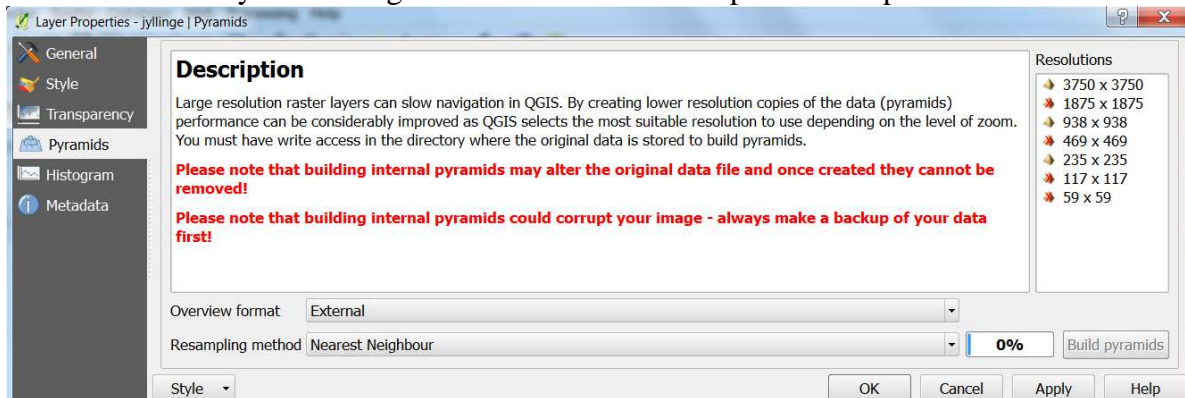 Layer Properties - jyllinge | Pyramids
General
Style
Transparency
Pyramids
Histogram
Metadata
Description
Large resolution raster layers can slow navigation in QGIS. By creating lower resolution copies of the data (pyramids)
performance can be considerably improved as QGIS selects the most suitable resolution to use depending on the level of zoom.
You must have write access in the directory where the original data is stored to build pyramids.
Please note that building internal pyramids may alter the original data file and once created they cannot be
removed!
Please note that building internal pyramids could corrupt your image - always make a backup of your data
first!
Resolutions
3750 x 3750
1875 x 1875
938 x 938
469 x 469
235 x 235
117 x 117
59 x 59
Overview format External
Resampling method Nearest Neighbour 0% Build pyramids
Style OK Cancel Apply Help